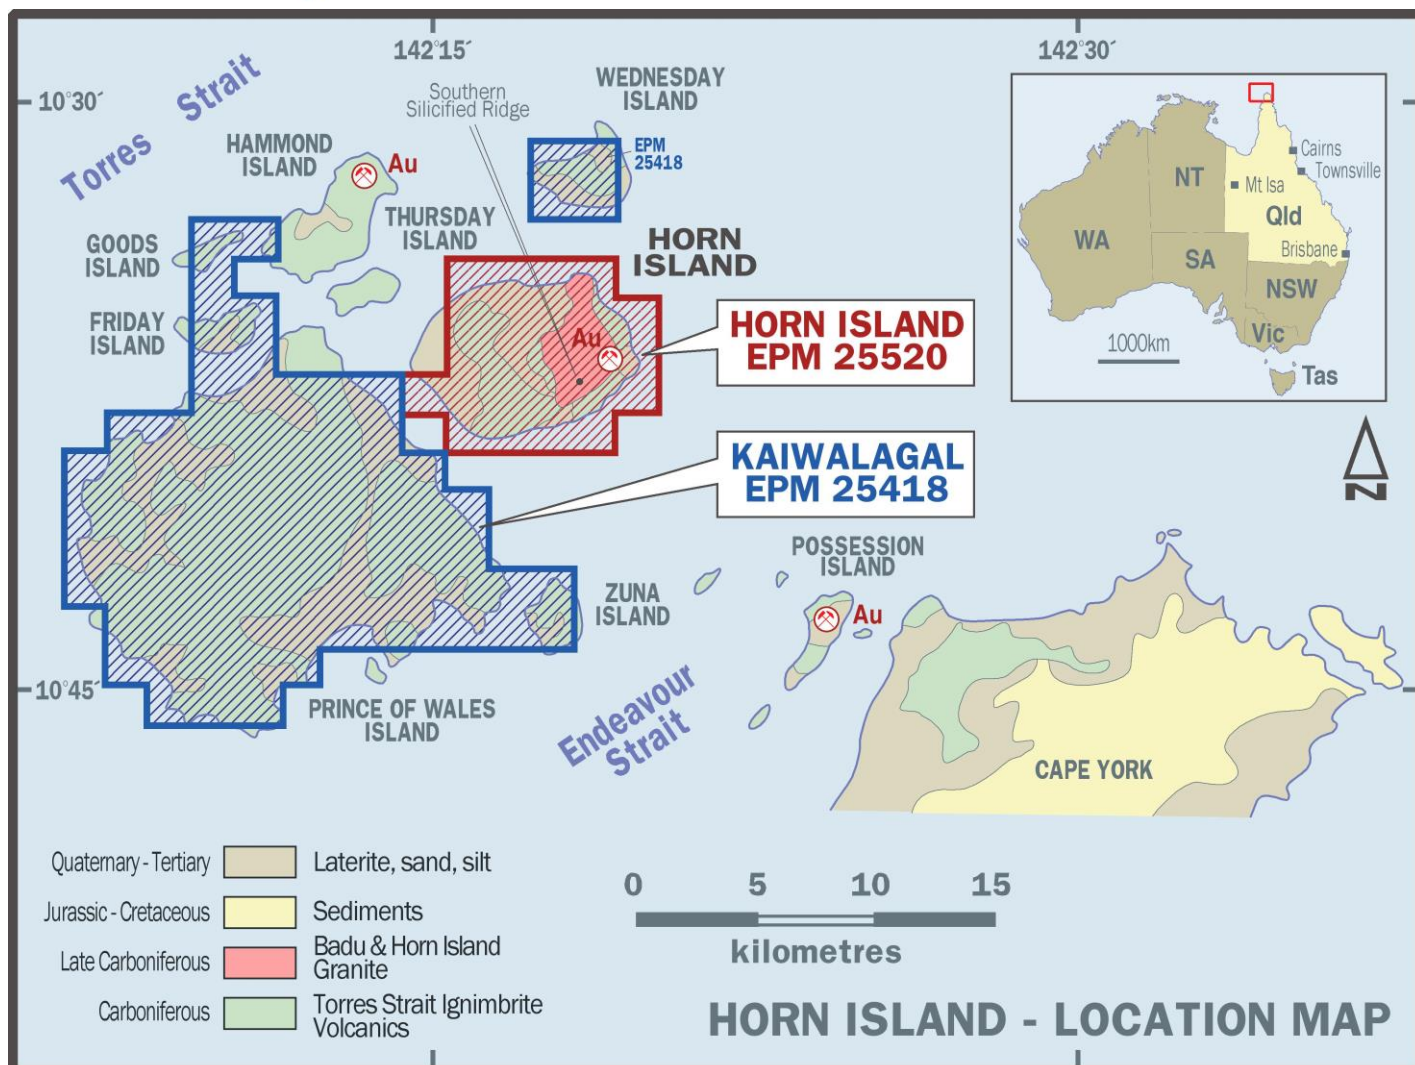 142°15´
142°30´
10°30´
Torres Strait
Southern
Silicified Ridge
WEDNESDAY
ISLAND
EPM
25418
HAMMOND
ISLAND
Au
THURSDAY
ISLAND
GOODS
ISLAND
FRIDAY
ISLAND
HORN
ISLAND
Au
HORN ISLAND
EPM 25520
KAIWALAGAL
EPM 25418
WA
NT
SA
Qld
NSW
Vic
Tas
Cairns
Townsville
Mt Isa
Brisbane
1000km
N
POSSESSION
ISLAND
Au
ZUNA
ISLAND
10°45´
PRINCE OF WALES
ISLAND
Endeavour
Strait
CAPE YORK
Quaternary - Tertiary Laterite, sand, silt
Jurassic - Cretaceous Sediments
Late Carboniferous Badu & Horn Island
Granite
Carboniferous Torres Strait Ignimbrite
Volcanics
0 5 10 15
kilometres
HORN ISLAND - LOCATION MAP